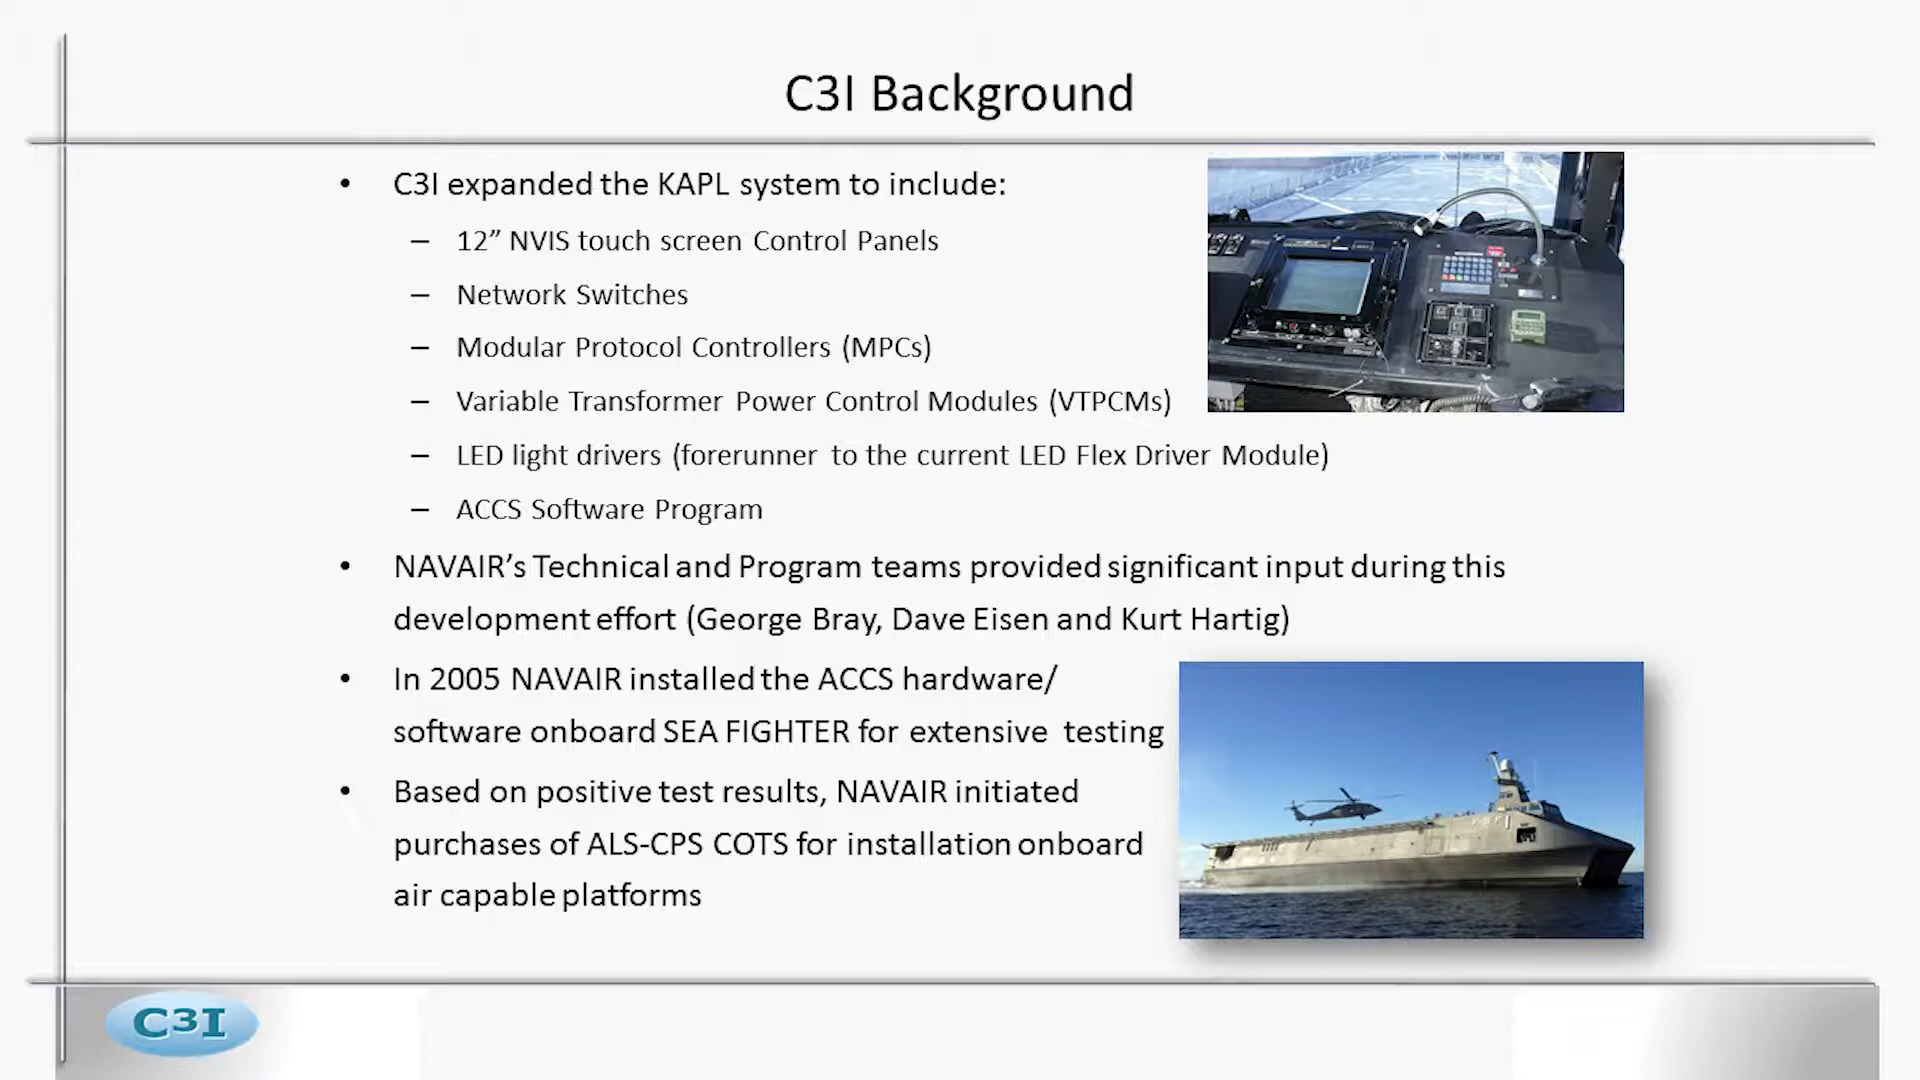 C3I Background
• C3I expanded the KAPL system to include:
– 12” NVIS touch screen Control Panels
– Network Switches
– Modular Protocol Controllers (MPCs)
– Variable Transformer Power Control Modules (VTPCMs)
– LED light drivers (forerunner to the current LED Flex Driver Module)
– ACCS Software Program
• NAVAIR’s Technical and Program teams provided significant input during this
development effort (George Bray, Dave Eisen and Kurt Hartig)
• In 2005 NAVAIR installed the ACCS hardware/
software onboard SEA FIGHTER for extensive testing
• Based on positive test results, NAVAIR initiated
purchases of ALS-CPS COTS for installation onboard
air capable platforms
C3I